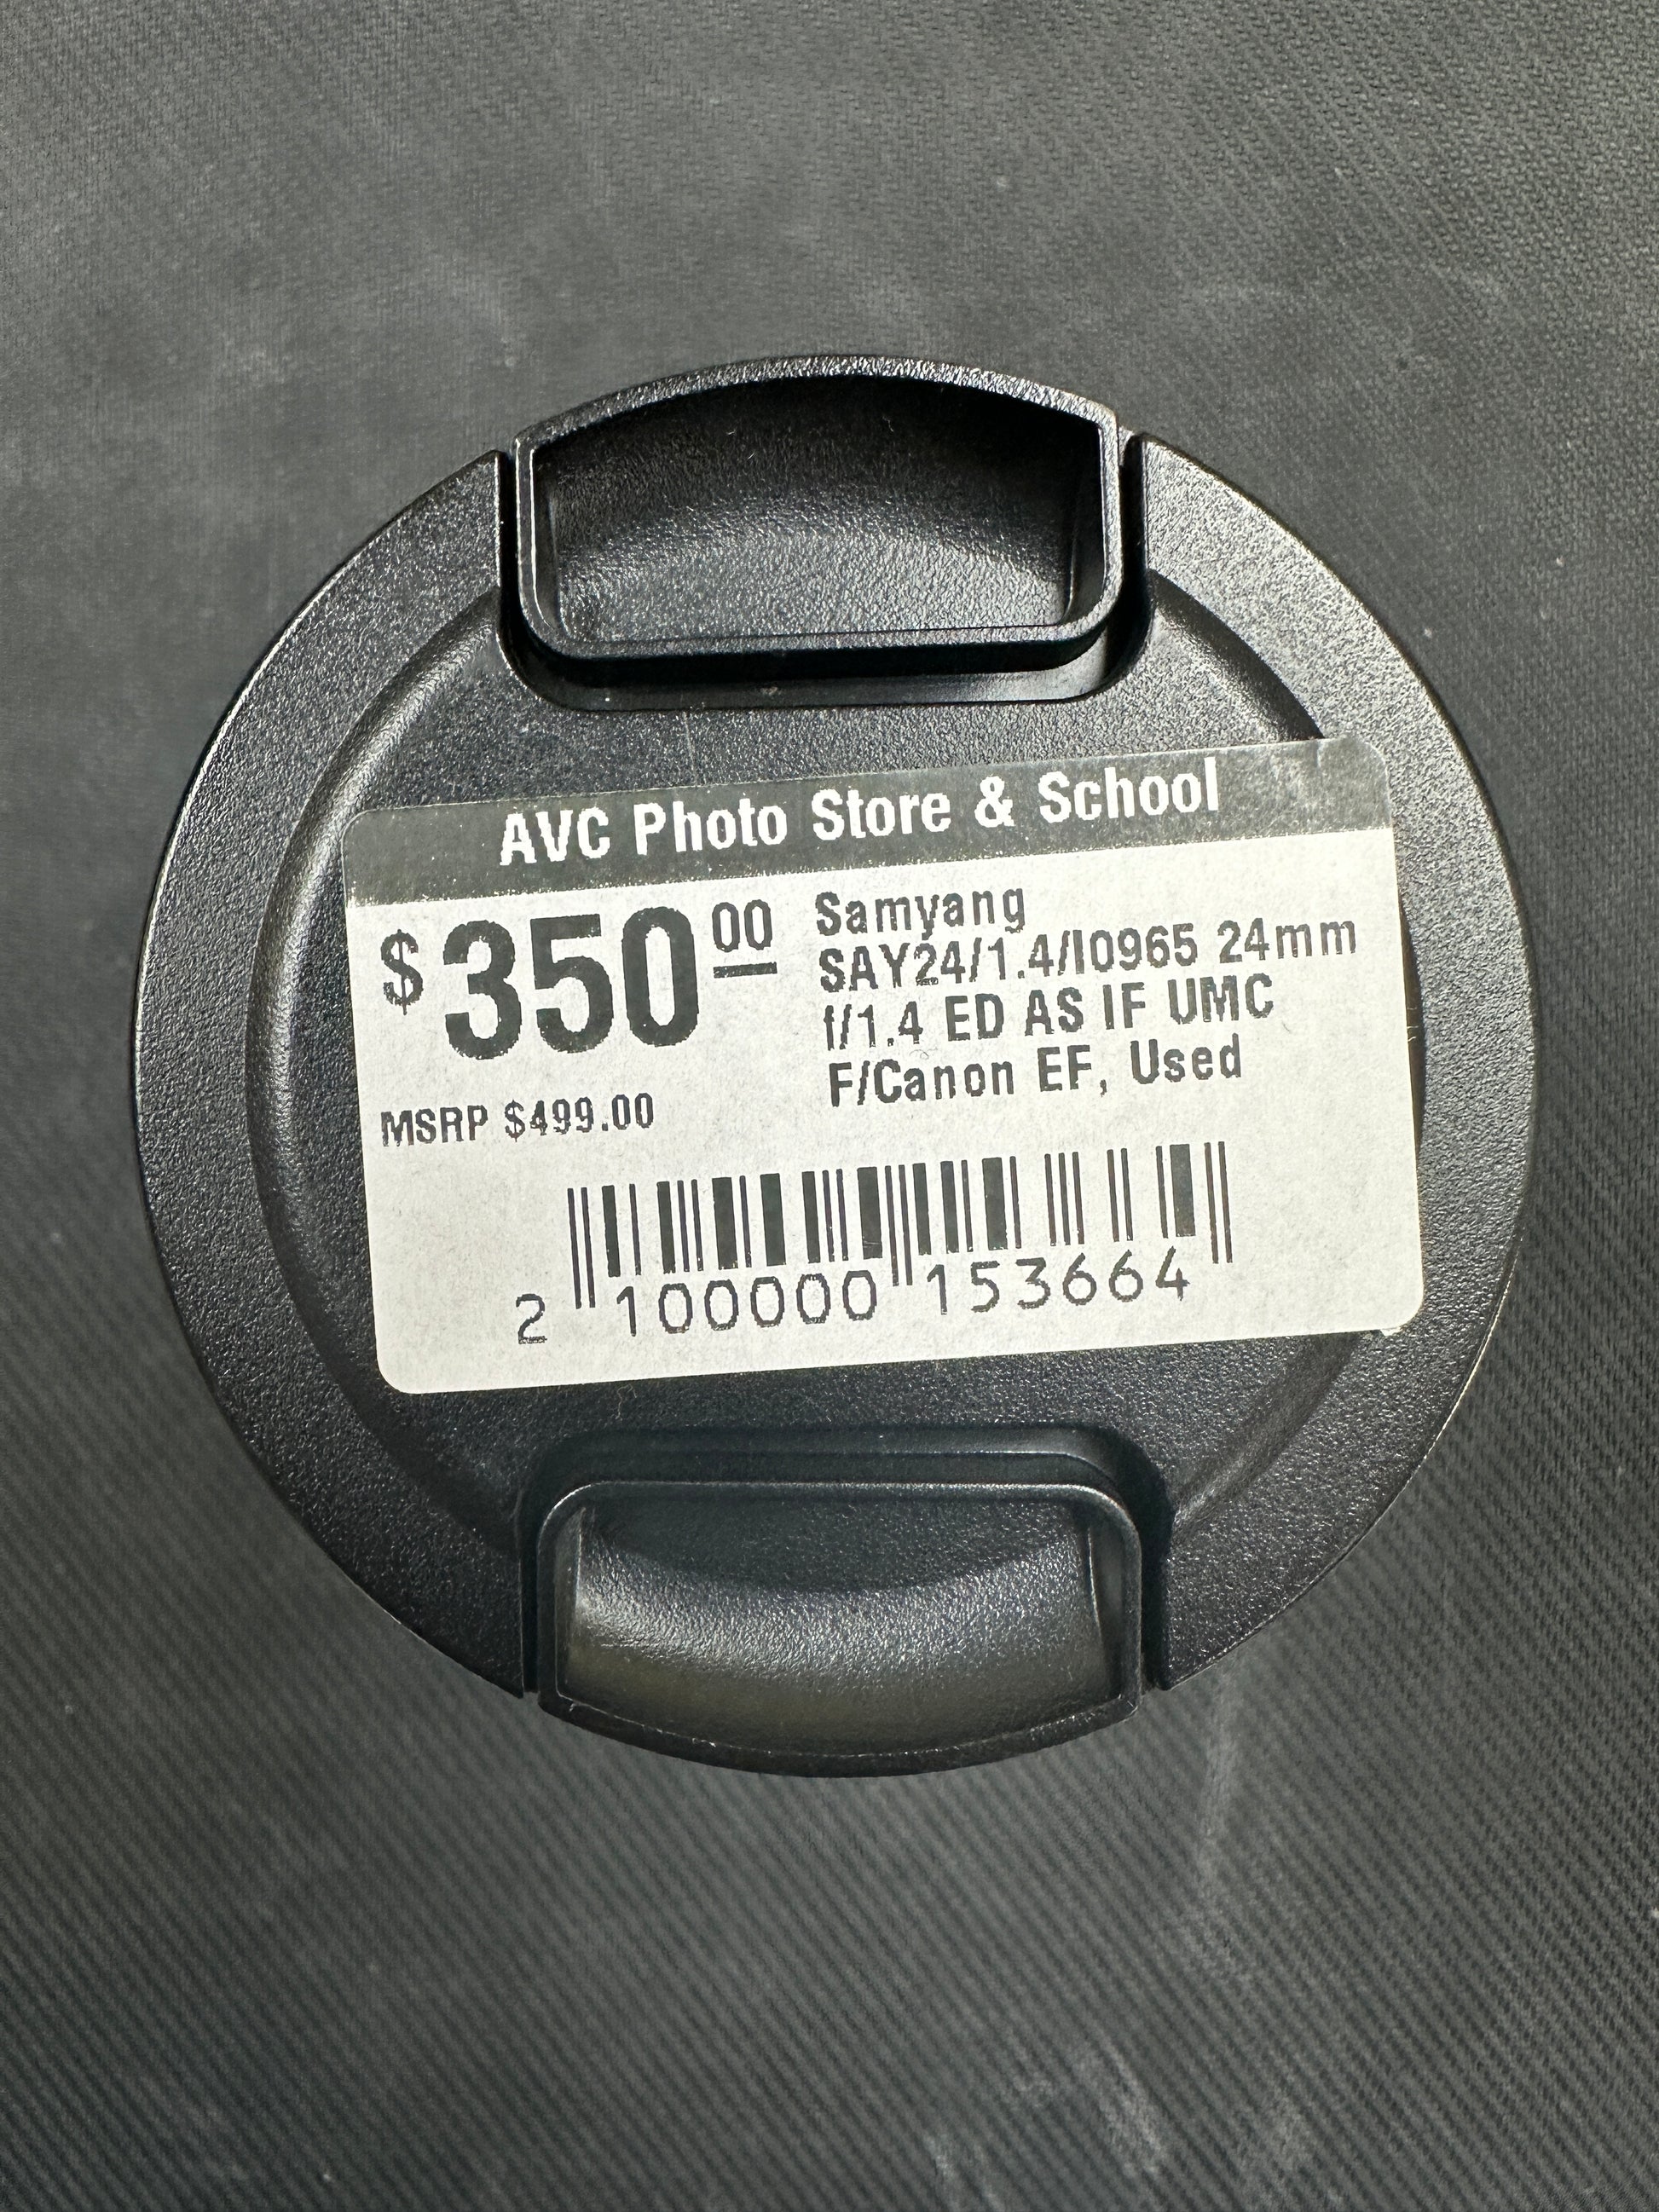 AVC Photo Store & School
$350.00
MSRP $499.00
Samyang
SAY24/1.4/I0965 24mm
f/1.4 ED AS IF UMC
F/Canon EF, Used
2 100000 153664